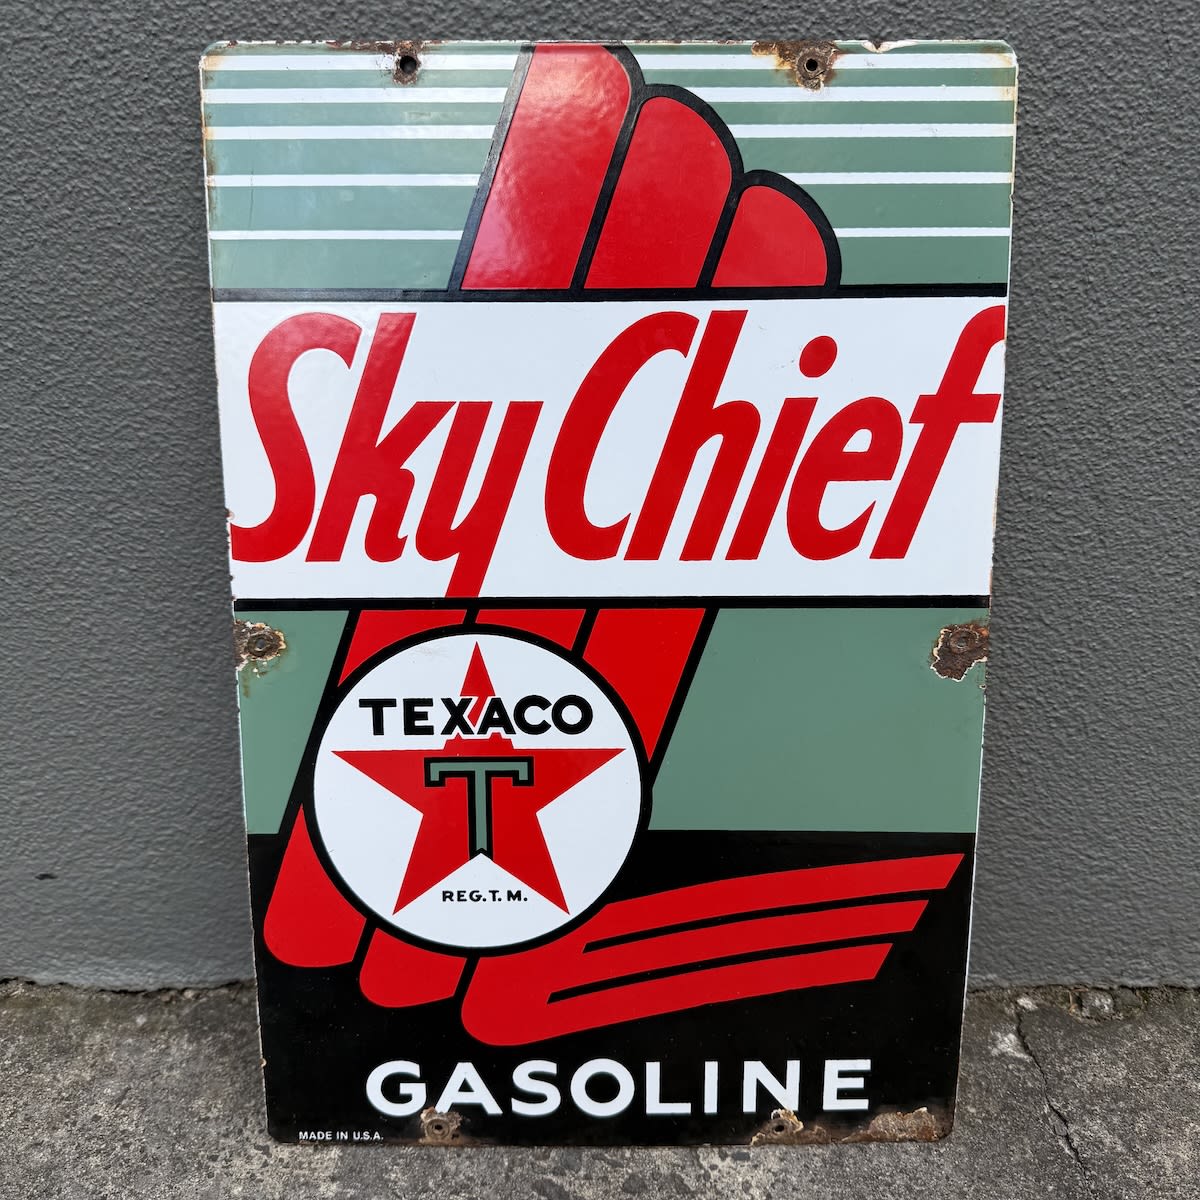 Sky Chief
TEXACO
T
REG. T. M.
GASOLINE
MADE IN U.S.A.